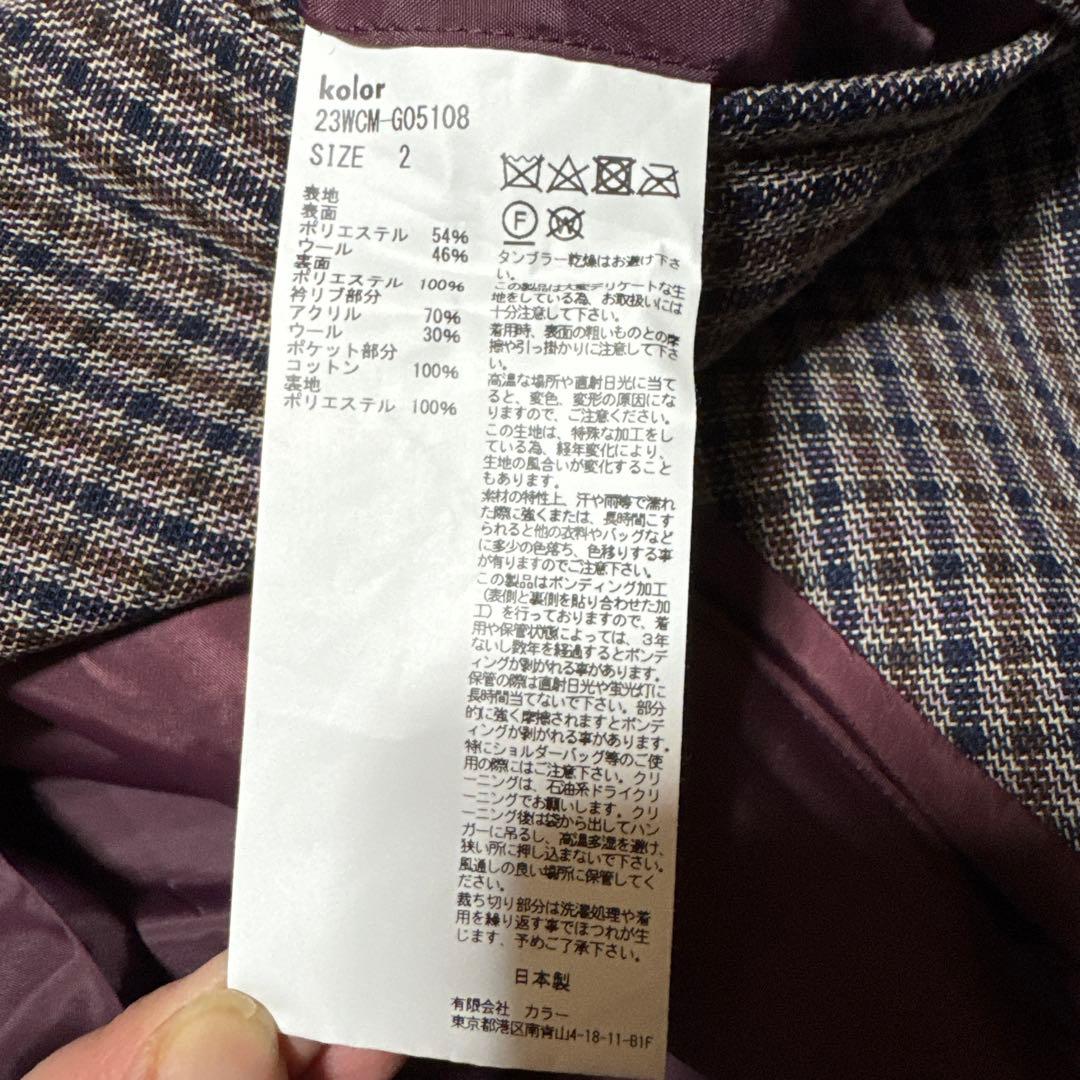 kolor
23WCM-G05108
SIZE 2
表地
表面
ポリエステル 54%
ウール 46%
裏面
ポリエステル 100%
衿リブ部分
アクリル 70%
ウール 30%
ポケット部分
コットン 100%
裏地
ポリエステル 100%
F
W
タンブラー乾燥はお避け下さ
い。
この製品は大変デリケートな生
地をしている為、お取扱いには
十分注意して下さい。
着用時、表面の粗いものとの摩
擦や引っ掛かりに注意して下さ
い。
高温な場所や直射日光に当て
ると、変色、変形の原因にな
りますので、ご注意ください。
この生地は、特殊な加工をし
ている為、経年変化により、
生地の風合いが変化すること
もあります。
素材の特性上、汗や雨等で濡れ
た際に強くまたは、長時間こす
られると他の衣料やバッグなど
に多少の色落ち、色移りする事
が有りますのでご注意下さい。
この製品はボンディング加工
（表側と裏側を貼り合わせた加
工）を行っておりますので、着
用や保管状態によっては、3年
ないし数年を経過するとボンデ
ィングが剥がれる事があります。
保管の際は直射日光や蛍光灯に
長時間当てないで下さい。部分
的に強く摩擦されますとボンデ
ィングが剥がれる事があります。
特にショルダーバッグ等のご使
用の際にはご注意下さい。クリ
ーニングは、石油系ドライクリ
ーニングでお願いします。クリ
ーニング後は袋から出してハン
ガーに吊るし、高温多湿を避け、
狭い所に押し込まないで下さい。
風通しの良い場所に保管してく
ださい。
裁ち切り部分は洗濯処理や着
用を繰り返す事でほつれが生
じます、予めご了承下さい。
日本製
有限会社 カラー
東京都港区南青山4-18-11-B1F